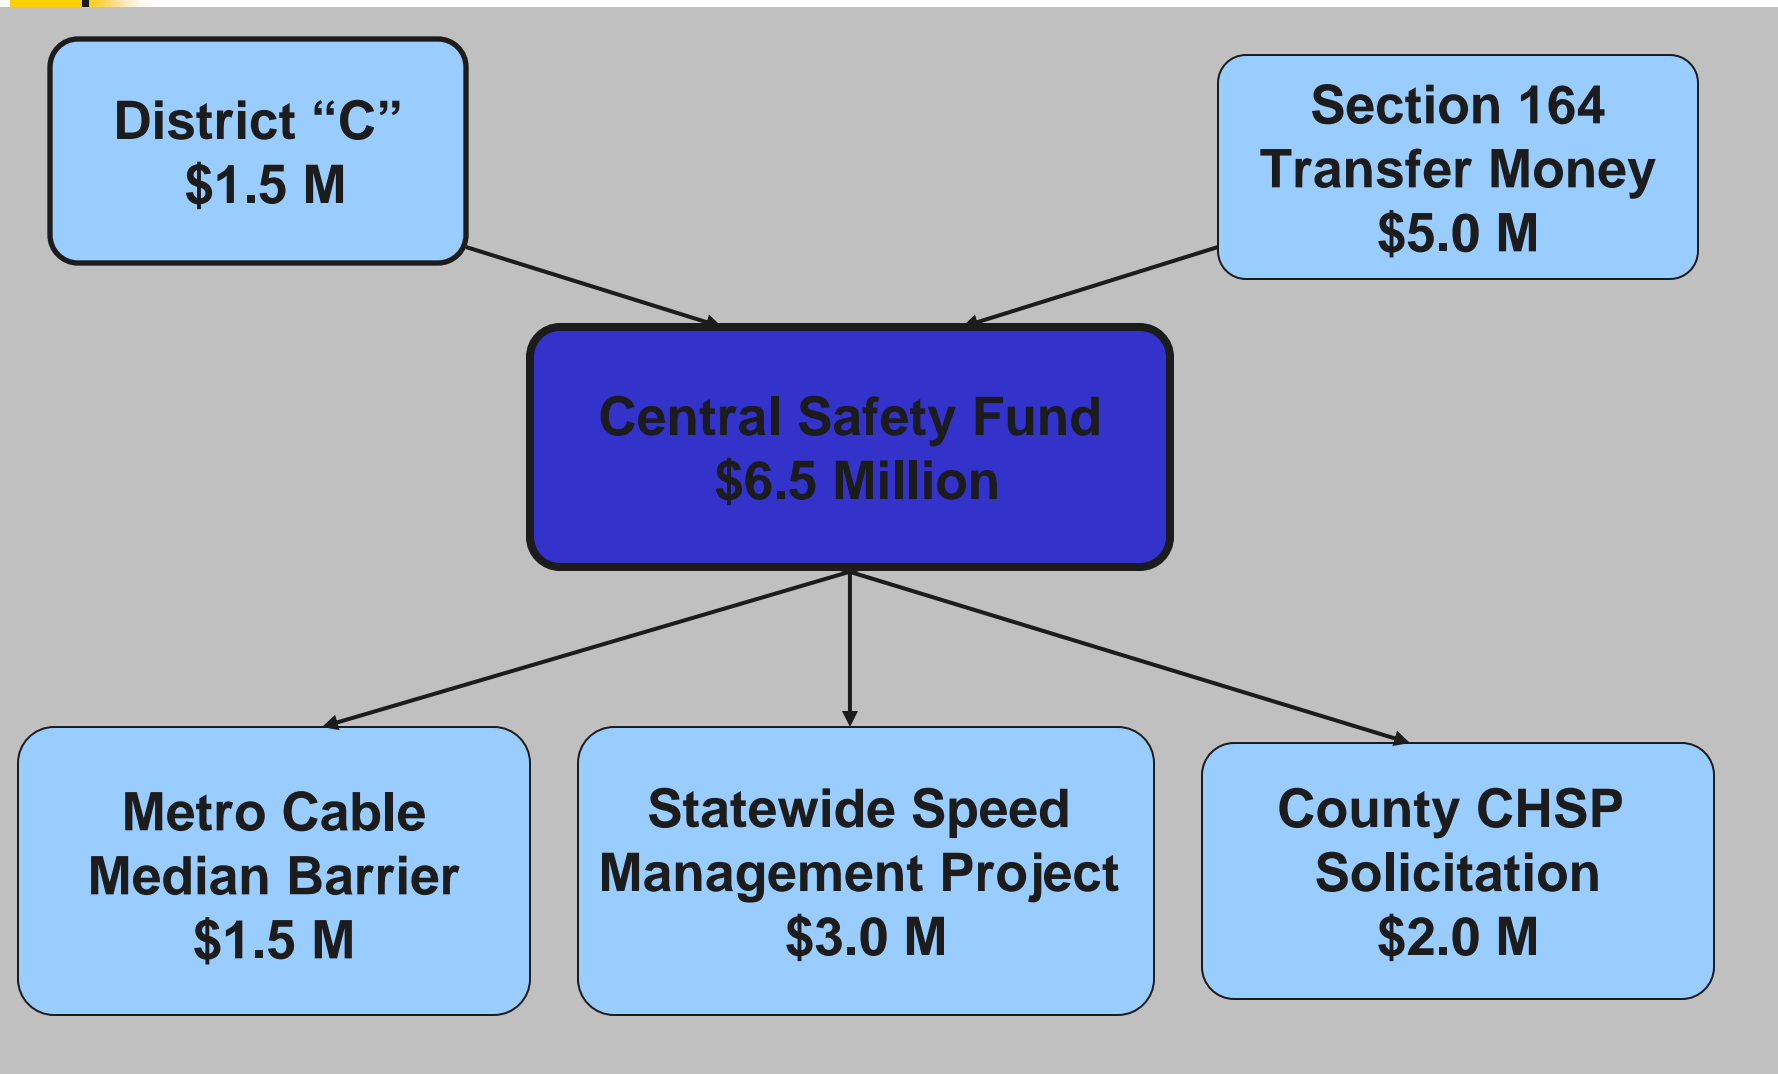 District “C”
$1.5 M
Section 164
Transfer Money
$5.0 M
Central Safety Fund
$6.5 Million
Metro Cable
Median Barrier
$1.5 M
Statewide Speed
Management Project
$3.0 M
County CHSP
Solicitation
$2.0 M